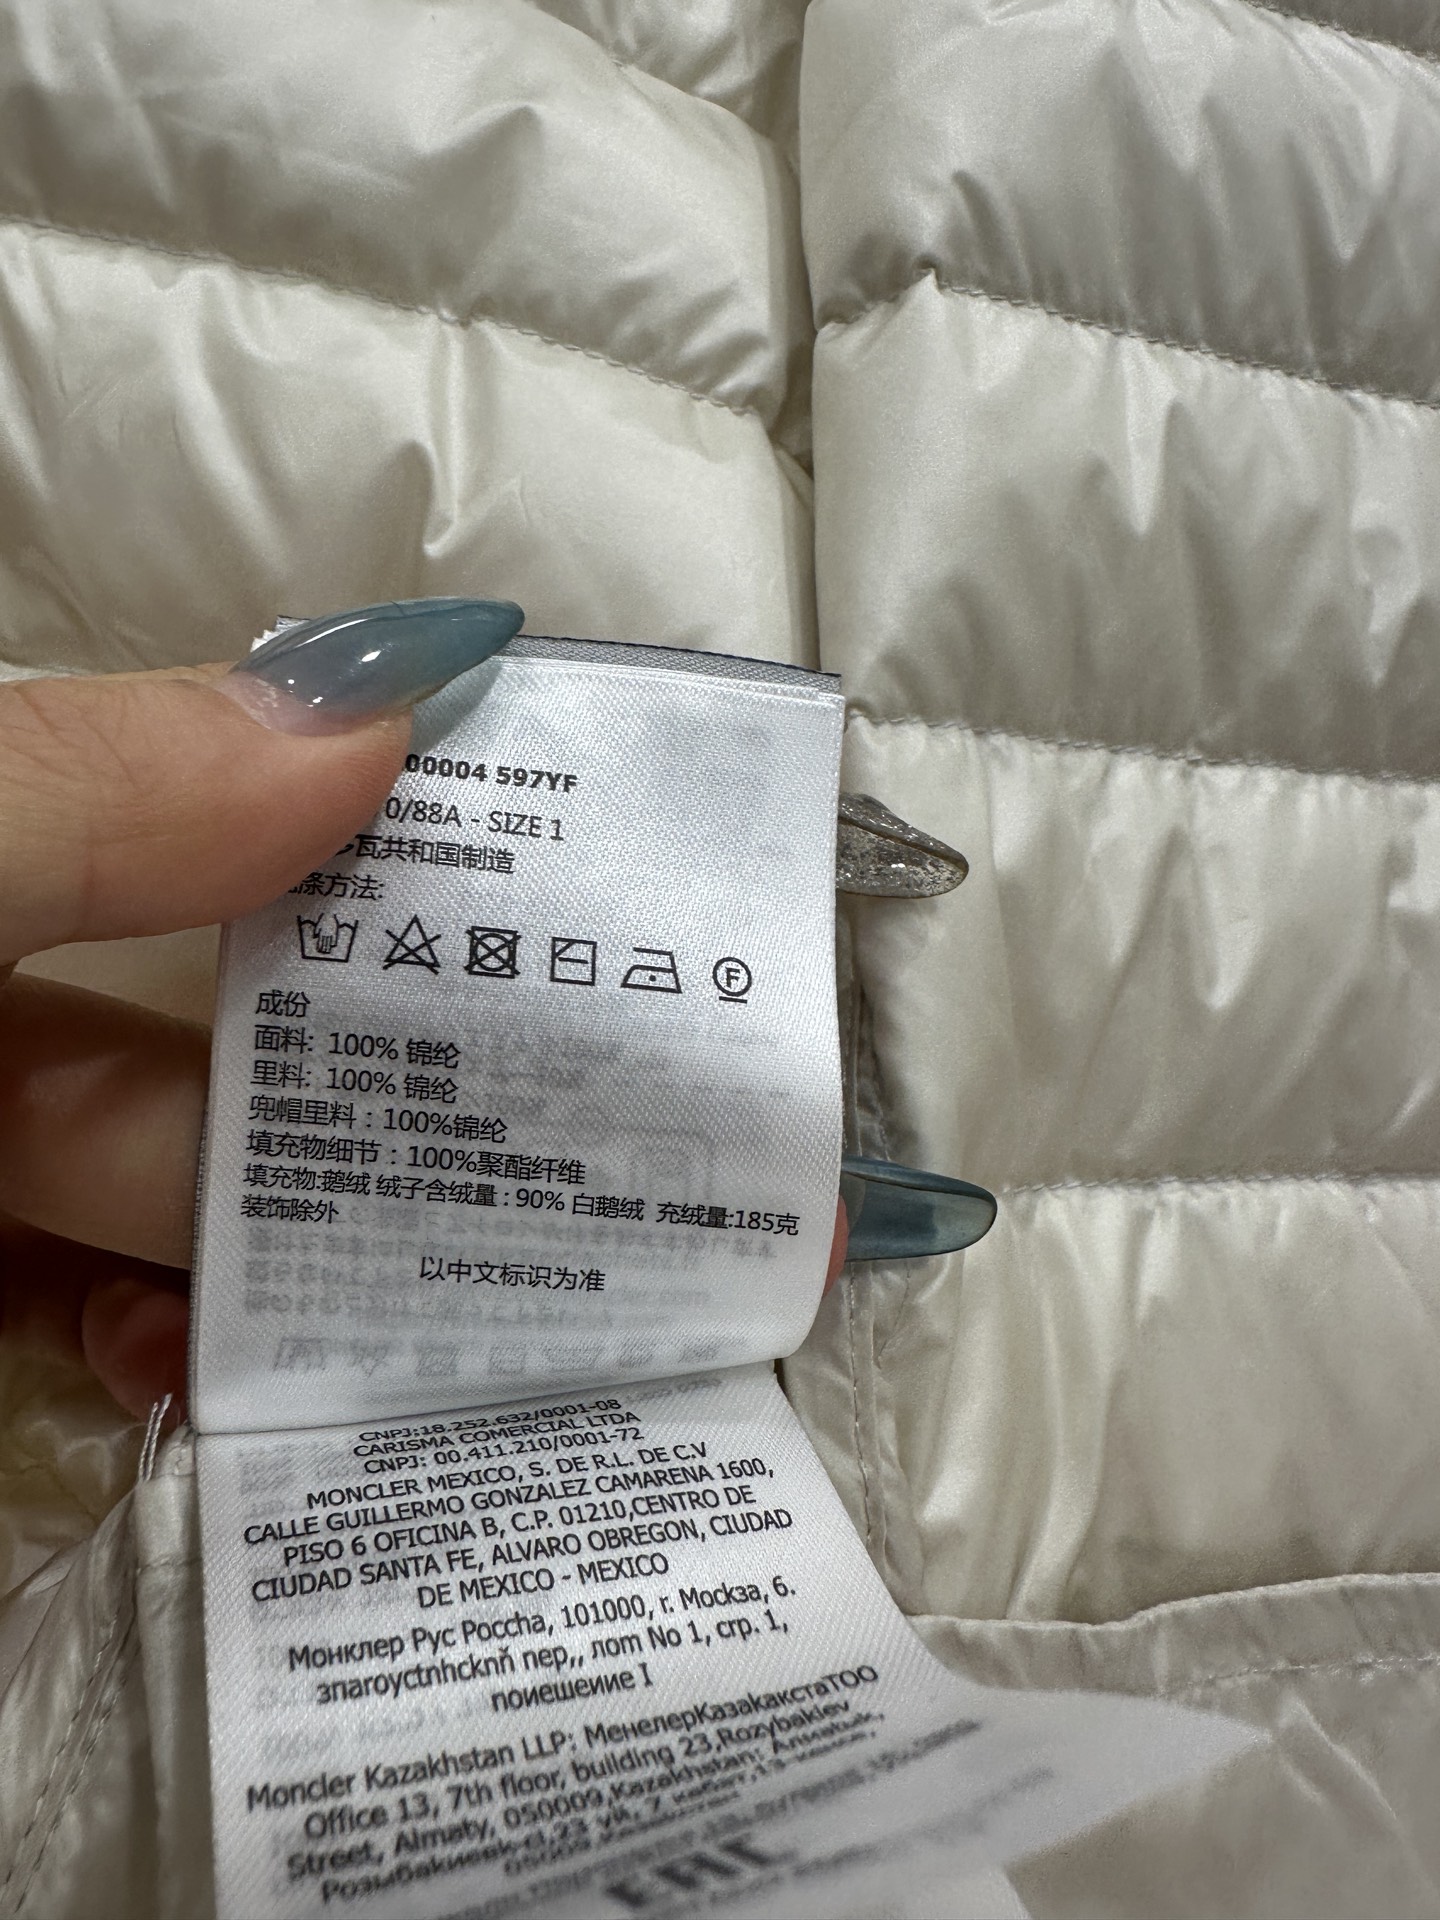 00004 597YF
0/88A - SIZE 1
瓦共和国制造
涤方法:
F
成份
面料: 100% 锦纶
里料: 100% 锦纶
兜帽里料：100%锦纶
填充物细节：100%聚酯纤维
填充物:鹅绒 绒子含绒量：90% 白鹅绒 充绒量:185克
装饰除外
以中文标识为准
CNPJ:18.252.632/0001-08
CARISMA COMERCIAL LTDA
CNPJ: 00.411.210/0001-72
MONCLER MEXICO, S. DE R.L. DE C.V
CALLE GUILLERMO GONZALEZ CAMARENA 1600,
PISO 6 OFICINA B, C.P. 01210,CENTRO DE
CIUDAD SANTA FE, ALVARO OBREGON, CIUDAD
DE MEXICO - MEXICO
Монклер Рус Poccha, 101000, г. Москза, 6.
злагоустпhскпй пер,, лот No 1, стр. 1,
поиешеиие I
Moncler Kazakhstan LLP: МенелерКазакакстаТОО
Office 13, 7th floor, building 23,Rozybakiev
Street, Almaty, 050009,Kazakhstan;
EAC